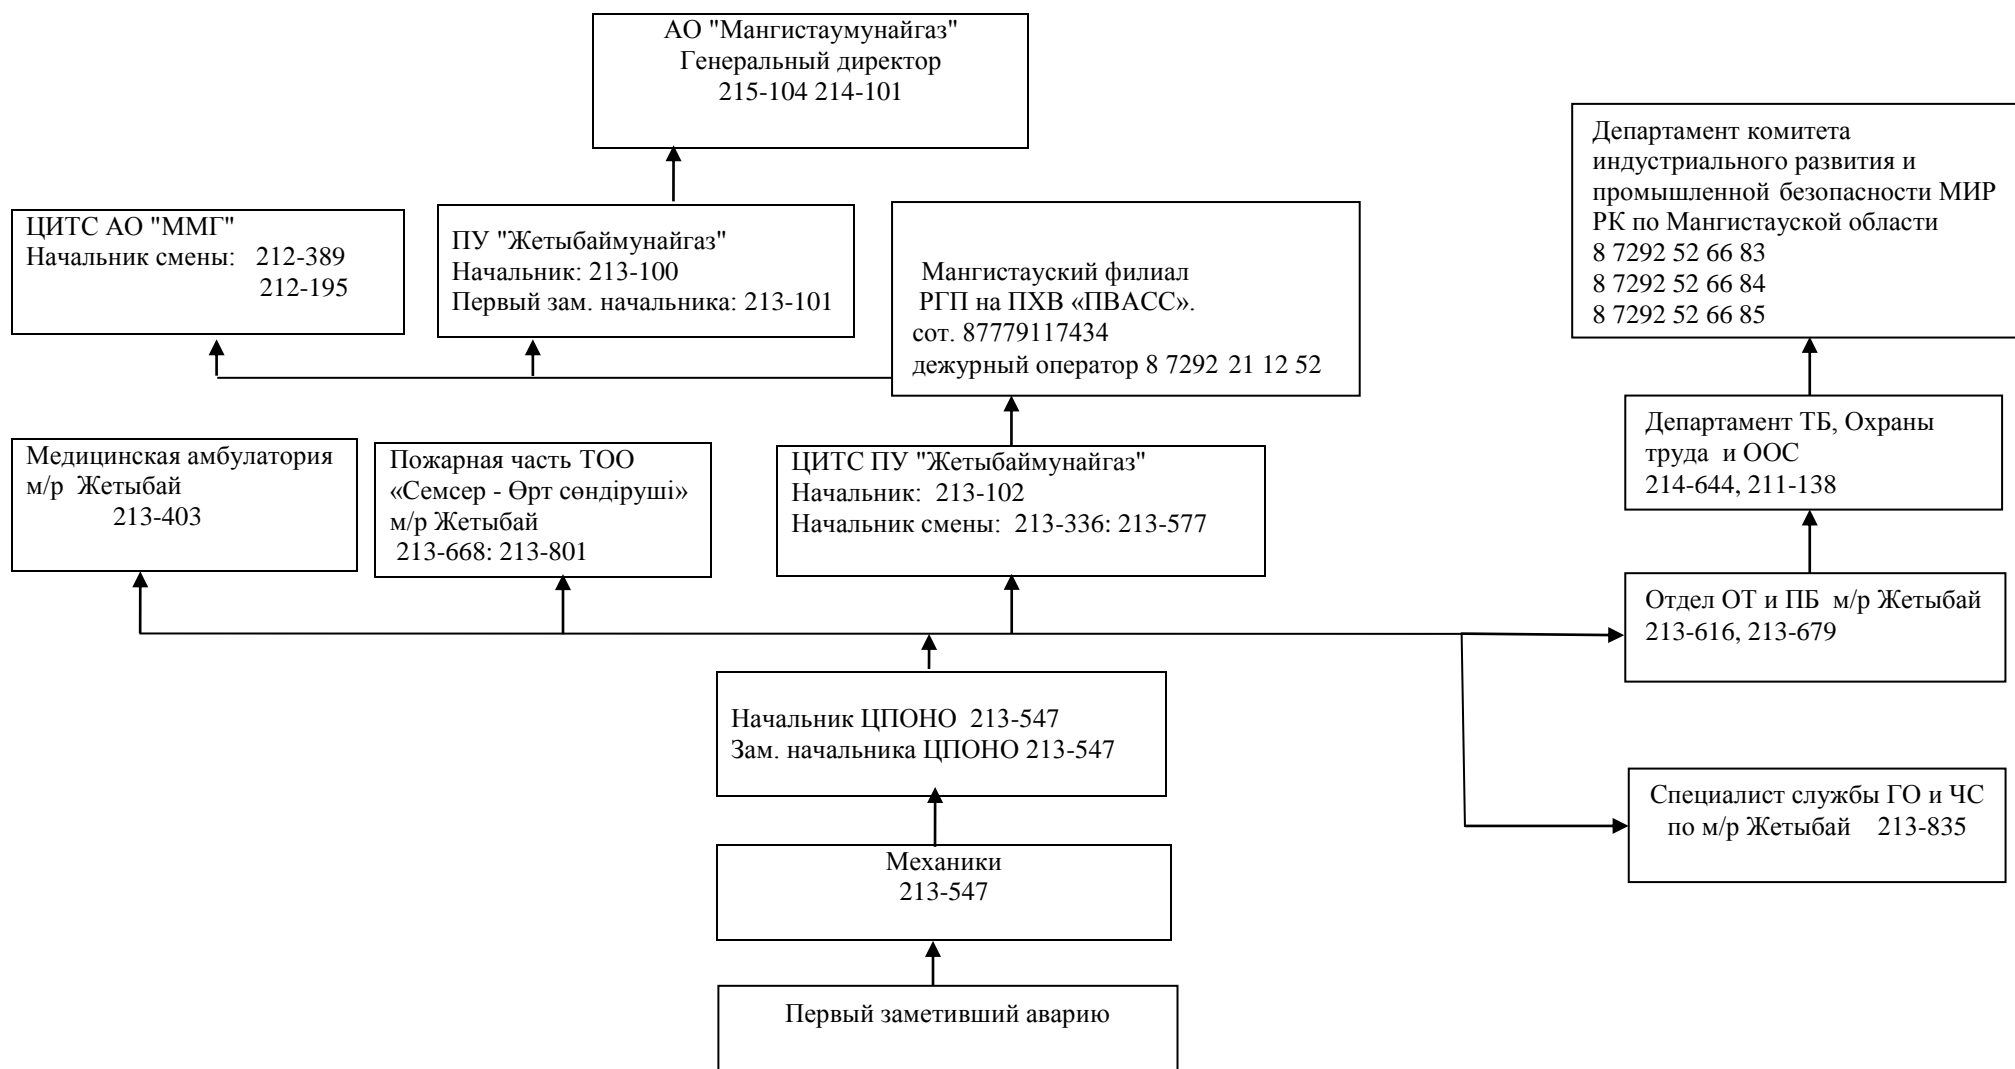 АО "Мангистаумунайгаз"
Генеральный директор
215-104 214-101
Департамент комитета
индустриального развития и
промышленной безопасности МИР
РК по Мангистауской области
8 7292 52 66 83
8 7292 52 66 84
8 7292 52 66 85
ЦИТС АО "ММГ"
Начальник смены: 212-389
212-195
ПУ "Жетыбаймунайгаз"
Начальник: 213-100
Первый зам. начальника: 213-101
Мангистауский филиал
РГП на ПХВ «ПВАСС».
сот. 87779117434
дежурный оператор 8 7292 21 12 52
Департамент ТБ, Охраны
труда и ООС
214-644, 211-138
Медицинская амбулатория
м/р Жетыбай
213-403
Пожарная часть ТОО
«Семсер - Өрт сөндіруші»
м/р Жетыбай
213-668: 213-801
ЦИТС ПУ "Жетыбаймунайгаз"
Начальник: 213-102
Начальник смены: 213-336: 213-577
Отдел ОТ и ПБ м/р Жетыбай
213-616, 213-679
Начальник ЦПОНО 213-547
Зам. начальника ЦПОНО 213-547
Специалист службы ГО и ЧС
по м/р Жетыбай 213-835
Механики
213-547
Первый заметивший аварию